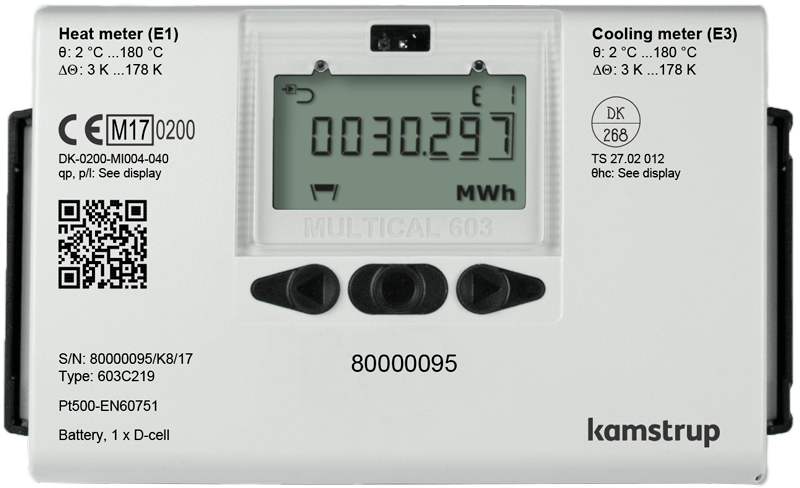 Heat meter (E1)
θ: 2 °C ...180 °C
ΔΘ: 3 K ...178 K
Cooling meter (E3)
θ: 2 °C ...180 °C
ΔΘ: 3 K ...178 K
CE M17 0200
DK-0200-MI004-040
qp, p/l: See display
E 1
0030.297
MWh
MULTICAL 603
DK
268
TS 27.02 012
θhc: See display
S/N: 80000095/K8/17
Type: 603C219
Pt500-EN60751
Battery, 1 x D-cell
80000095
kamstrup